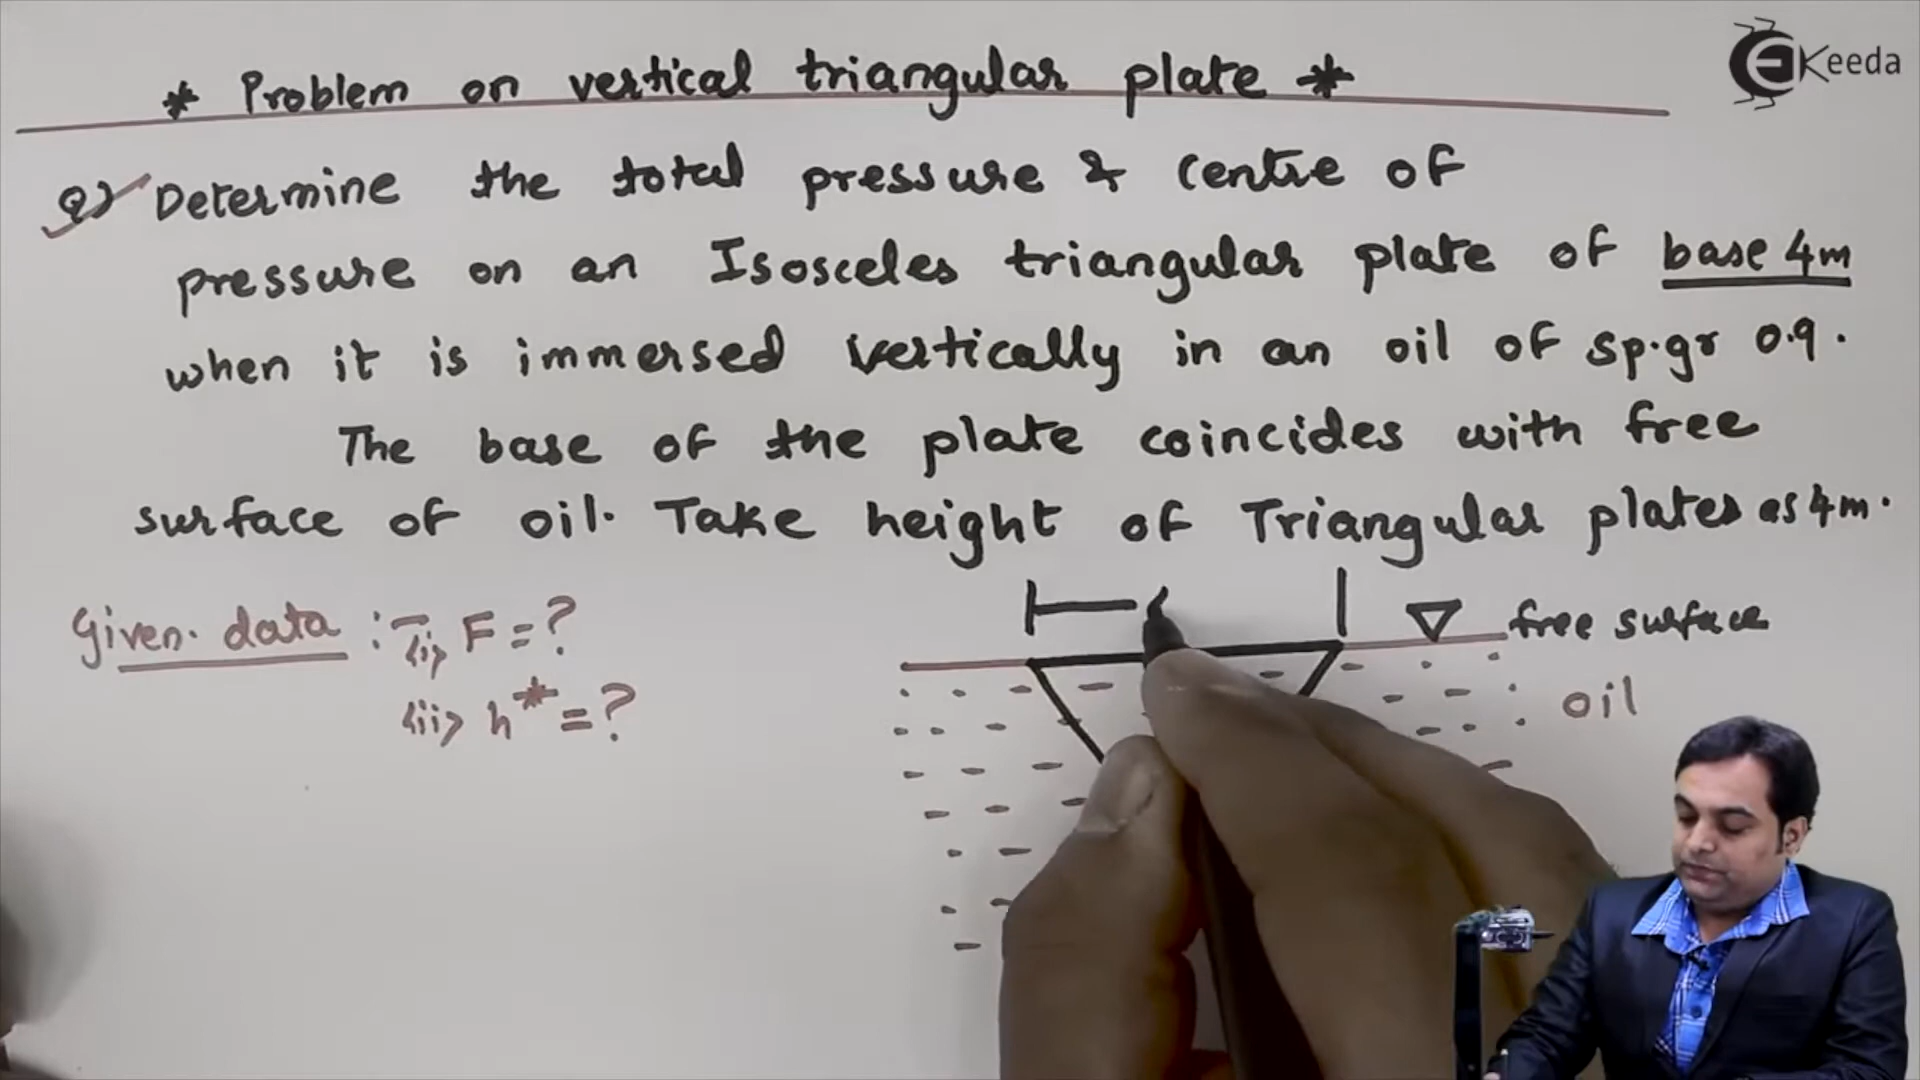 * Problem on vertical triangular plate *
EKeeda
Q) Determine the total pressure & centre of
pressure on an Isosceles triangular plate of base 4m
when it is immersed vertically in an oil of sp.gr 0.9.
The base of the plate coincides with free
surface of oil. Take height of Triangular plates as 4m.
Given data :- (i) F = ?
(ii) h* = ?
free surface
oil